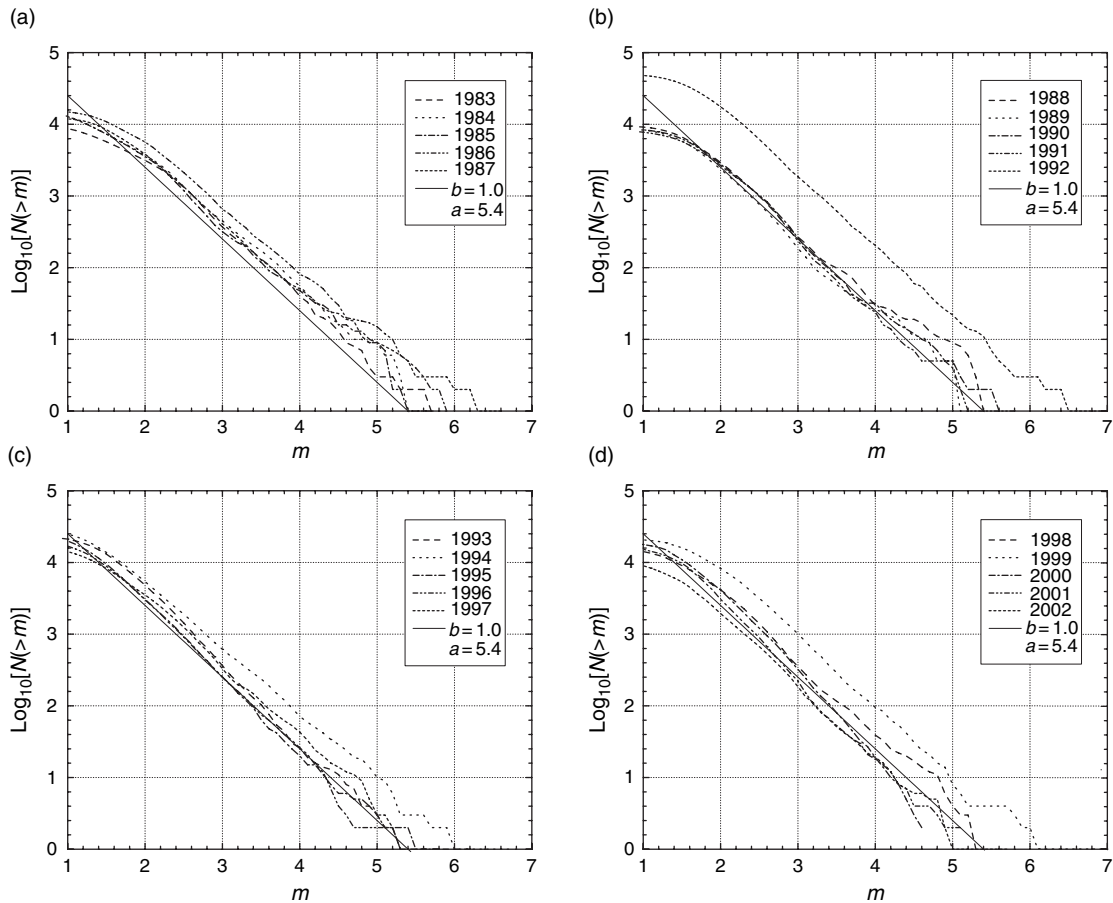 (a)
5
4
3
2
1
0
1 2 3 4 5 6 7
Log₁₀[N(>m)]
m
1983
1984
1985
1986
1987
b = 1.0
a = 5.4
(b)
5
4
3
2
1
0
1 2 3 4 5 6 7
Log₁₀[N(>m)]
m
1988
1989
1990
1991
1992
b = 1.0
a = 5.4
(c)
5
4
3
2
1
0
1 2 3 4 5 6 7
Log₁₀[N(>m)]
m
1993
1994
1995
1996
1997
b = 1.0
a = 5.4
(d)
5
4
3
2
1
0
1 2 3 4 5 6 7
Log₁₀[N(>m)]
m
1998
1999
2000
2001
2002
b = 1.0
a = 5.4